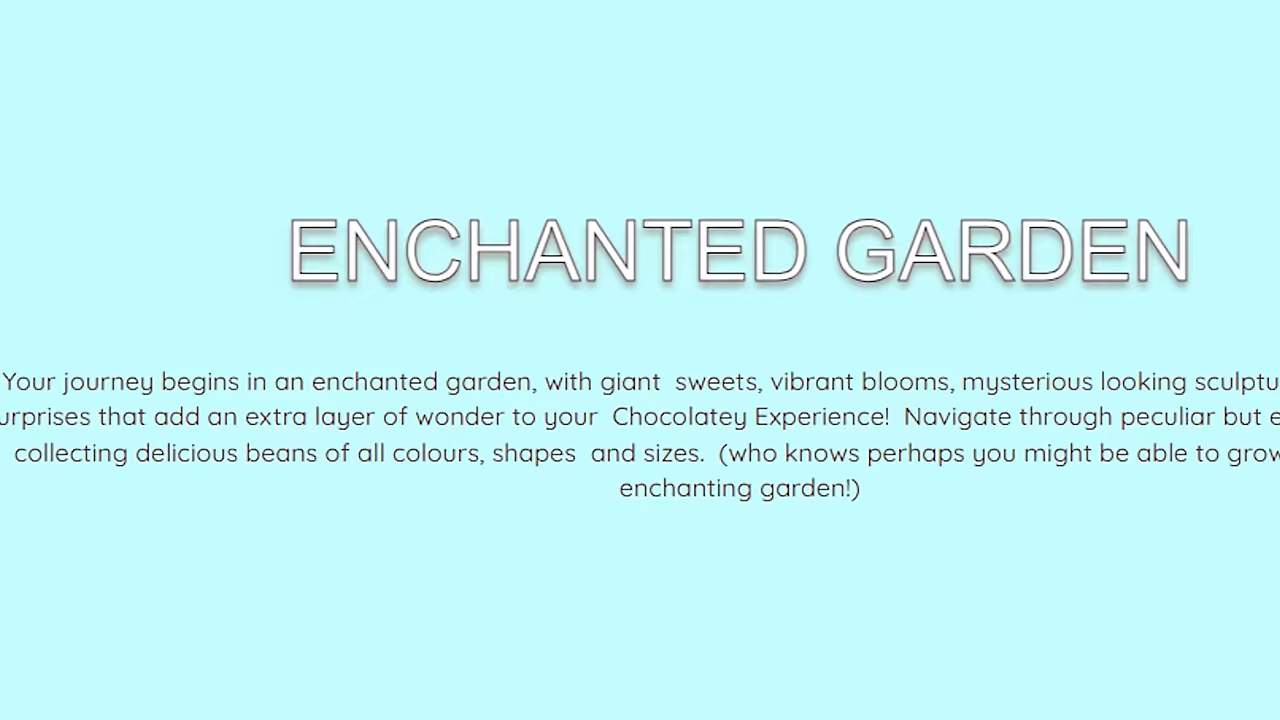 ENCHANTED GARDEN
Your journey begins in an enchanted garden, with giant sweets, vibrant blooms, mysterious looking
that add an extra layer of wonder to your Chocolatey Experience! Navigate through peculiar but
collecting delicious beans of all colours, shapes and sizes. (who knows perhaps you might be able to
enchanting garden!)